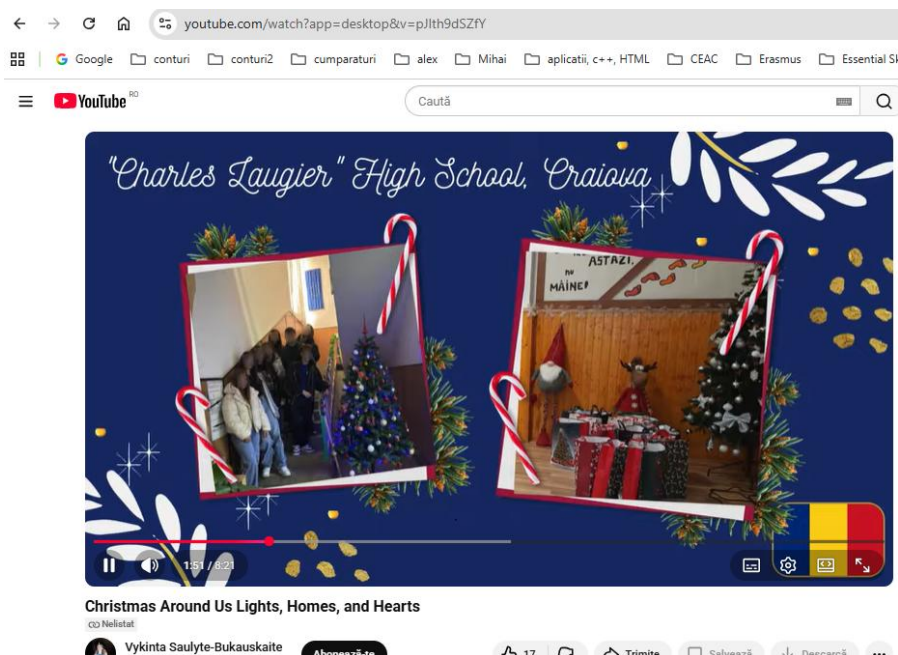 youtube.com/watch?app=desktop&v=pJlth9dSZfY
Google conturi conturi2 cumparaturi alex Mihai aplicatii, c++, HTML CEAC Erasmus Essential Sk
YouTube RO
Caută
"Charles Laugier" High School, Craiova
ASTAZI.
nu
MÂINE!
1:51 / 8:21
Christmas Around Us Lights, Homes, and Hearts
Nelistat
Vykinta Saulyte-Bukauskaite
Abonează-te
17
Trimite
Salvează
Descarcă